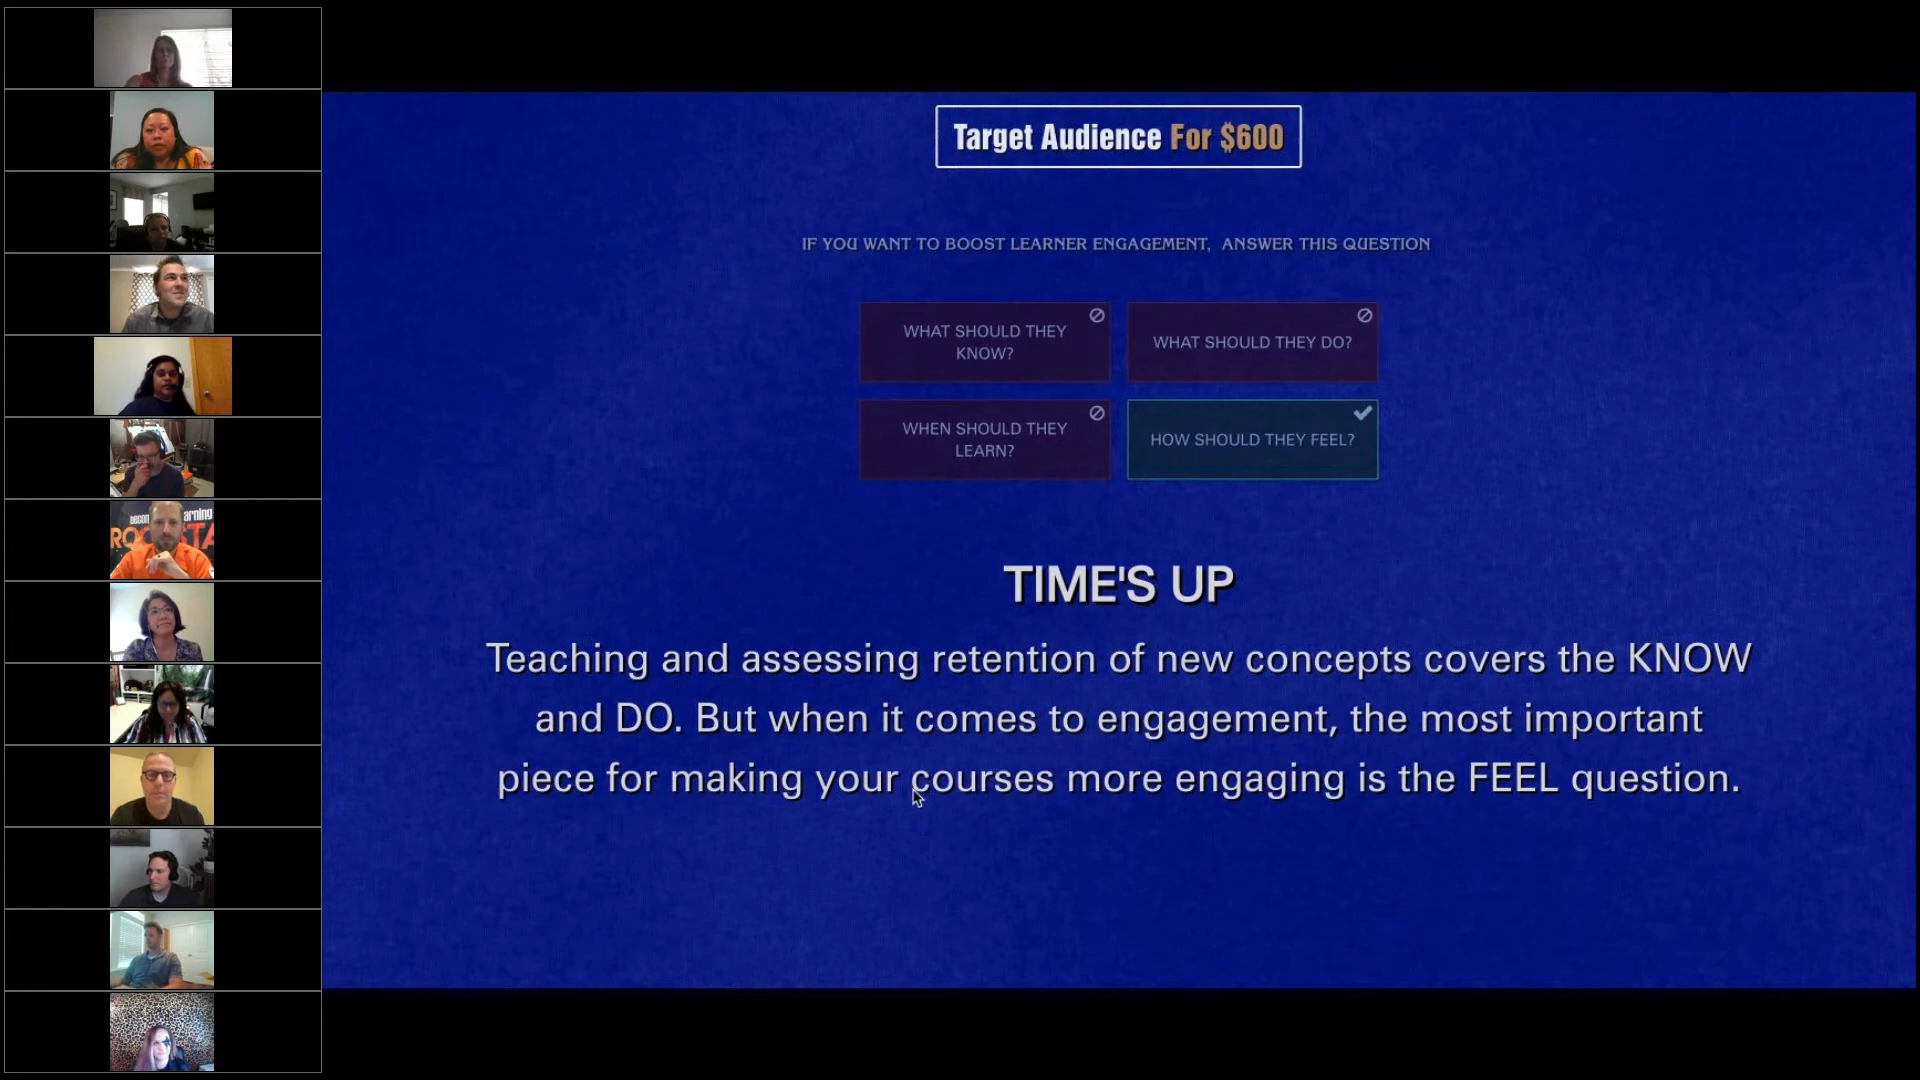 Target Audience For $600
IF YOU WANT TO BOOST LEARNER ENGAGEMENT, ANSWER THIS QUESTION
WHAT SHOULD THEY
KNOW?
WHAT SHOULD THEY DO?
WHEN SHOULD THEY
LEARN?
HOW SHOULD THEY FEEL?
TIME'S UP
Teaching and assessing retention of new concepts covers the KNOW
and DO. But when it comes to engagement, the most important
piece for making your courses more engaging is the FEEL question.